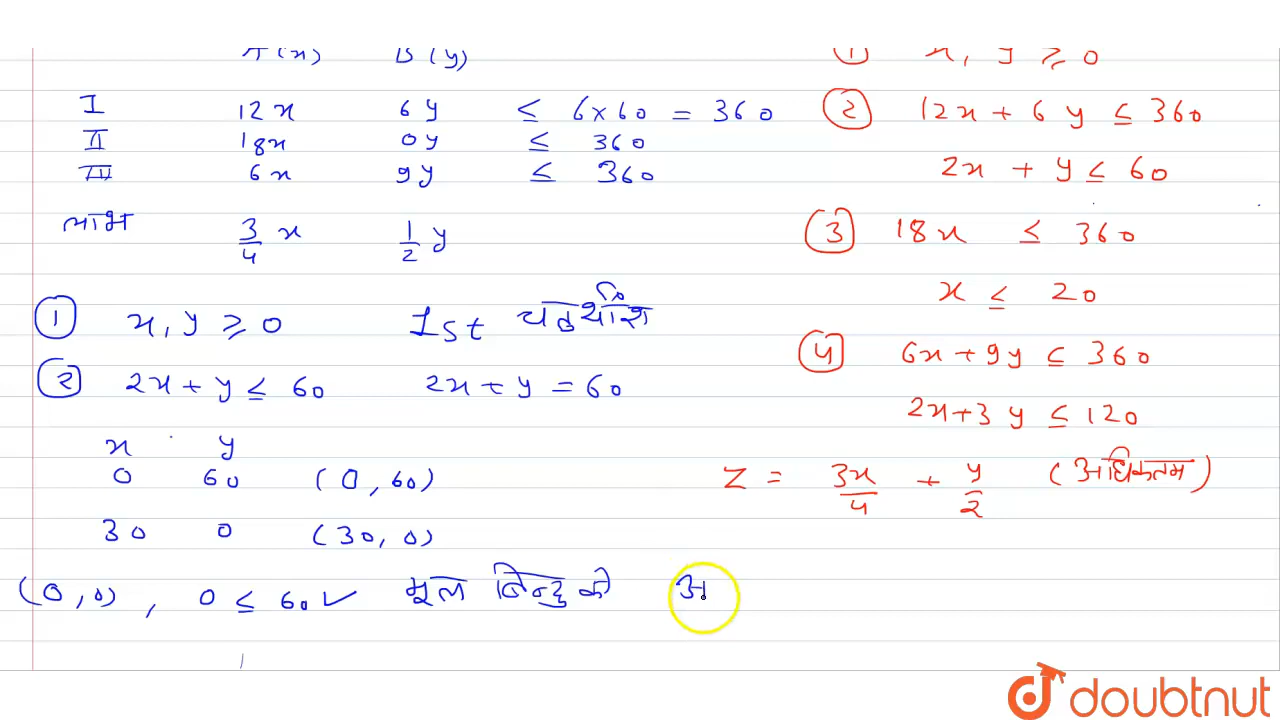 A (x) B (y)
I 12x 6y ≤ 6×60 = 360
II 18x 0y ≤ 360
III 6x 9y ≤ 360
लाभ 3/4 x 1/2 y
① x, y ≥ 0 Ist चतुर्थांश
② 2x + y ≤ 60 2x + y = 60
x y
0 60 (0, 60)
30 0 (30, 0)
(0, 0), 0 ≤ 60 ✓ मूल बिन्दु की अ
① x, y ≥ 0
② 12x + 6y ≤ 360
2x + y ≤ 60
③ 18x ≤ 360
x ≤ 20
④ 6x + 9y ≤ 360
2x + 3y ≤ 120
Z = 3x/4 + y/2 (अधिकतम)
doubtnut